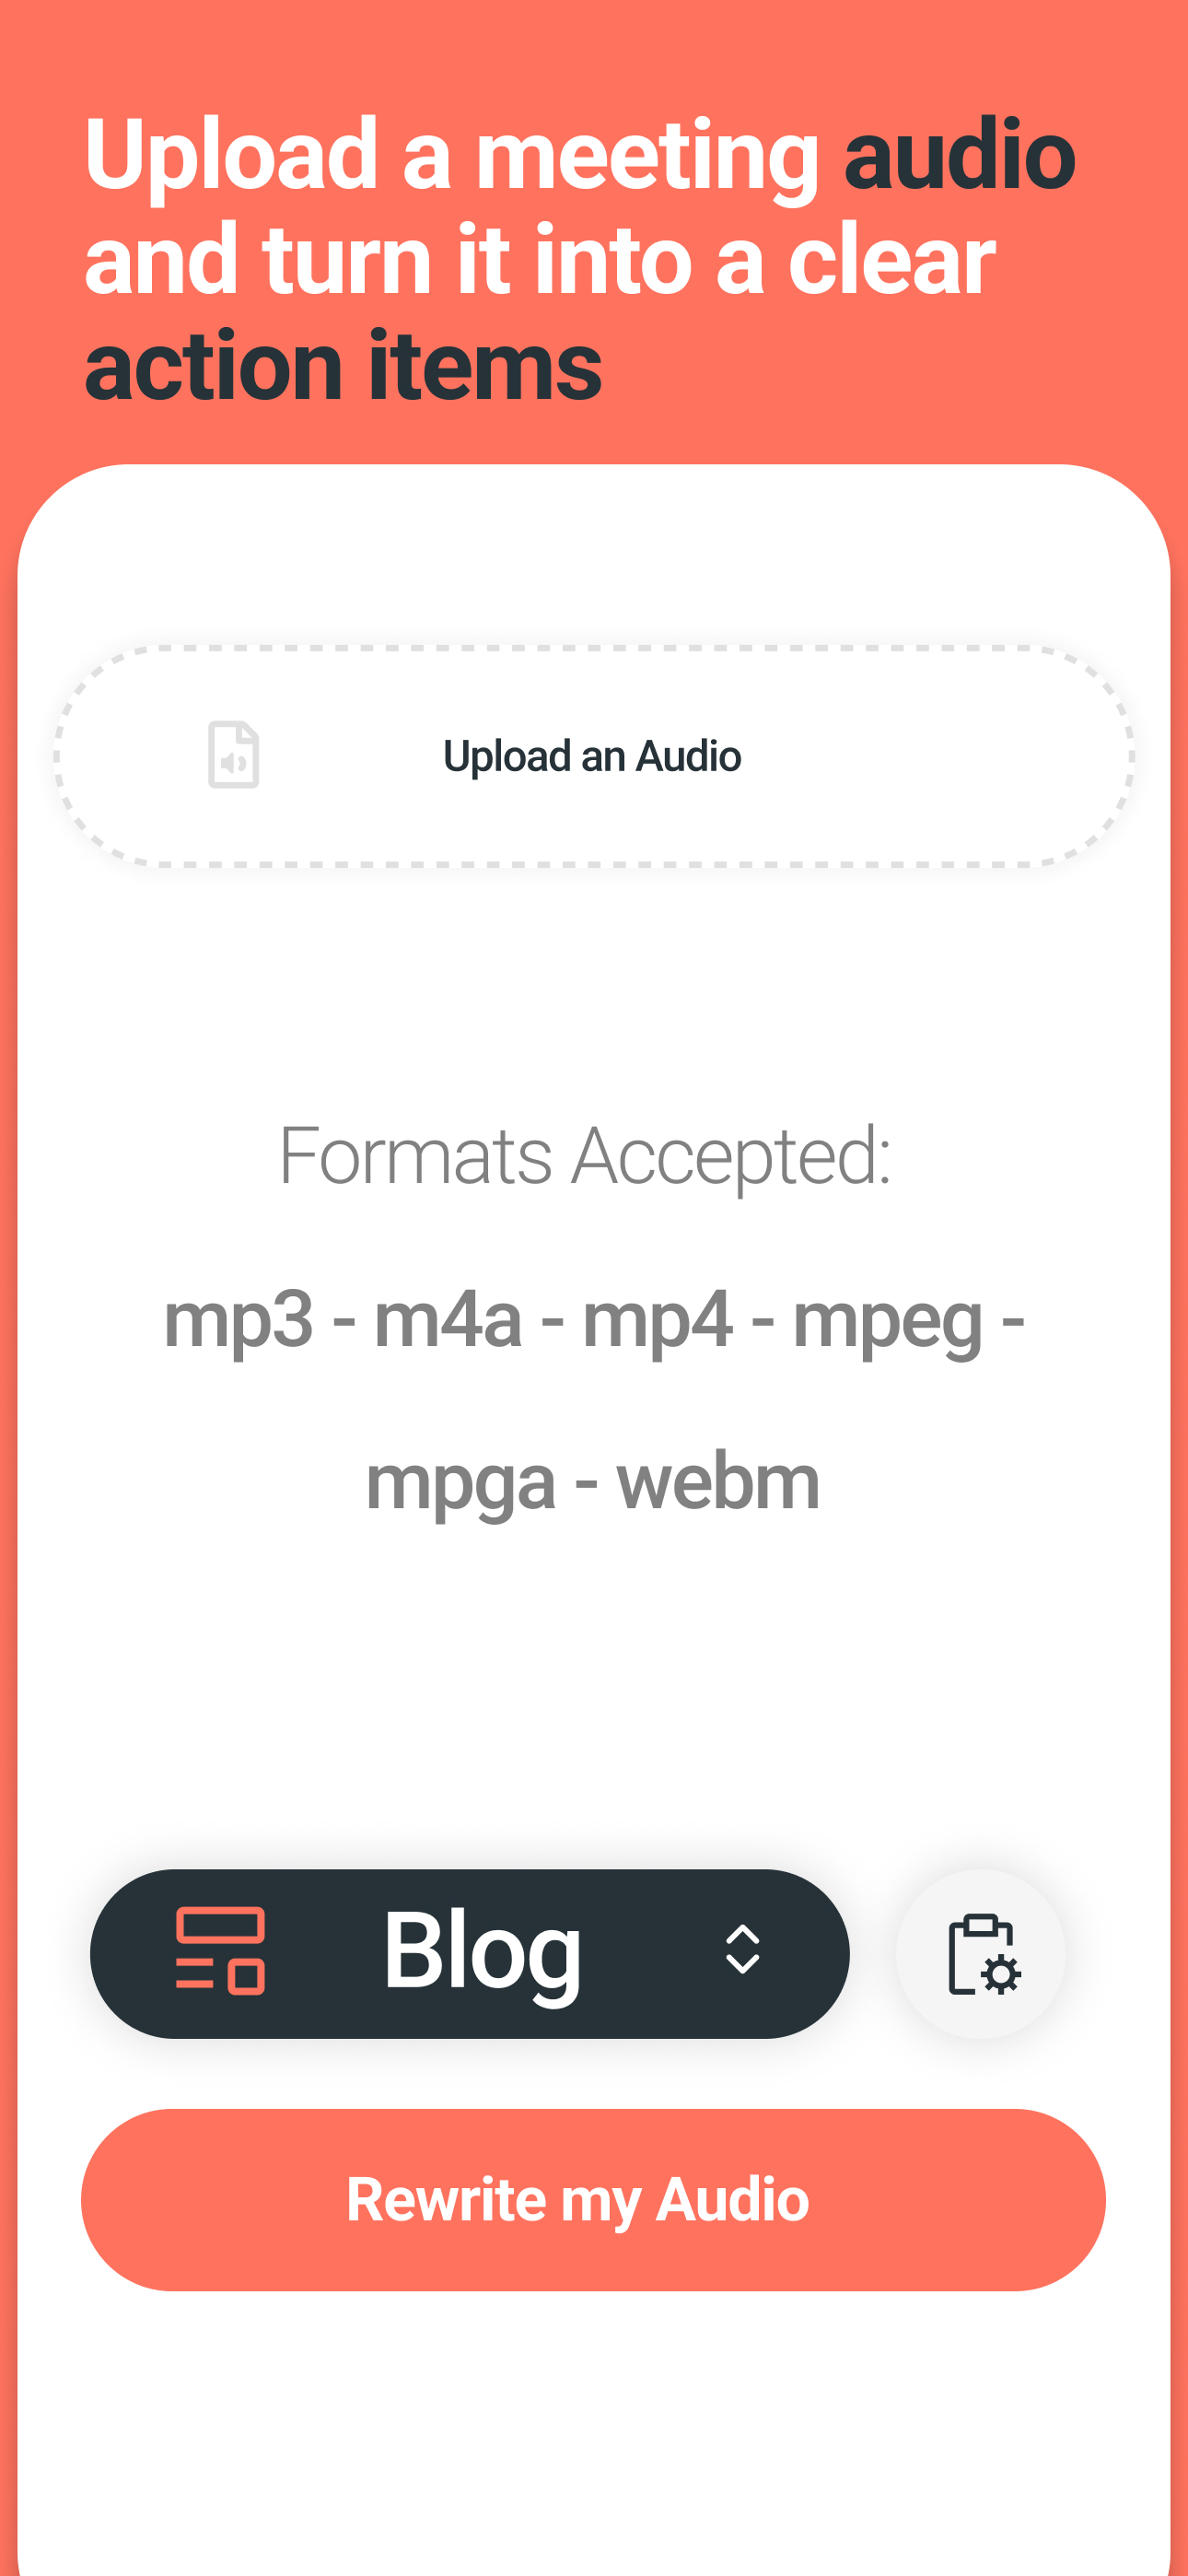 Upload a meeting audio
and turn it into a clear
action items
Upload an Audio
Formats Accepted:
mp3 - m4a - mp4 - mpeg -
mpga - webm
Blog
Rewrite my Audio